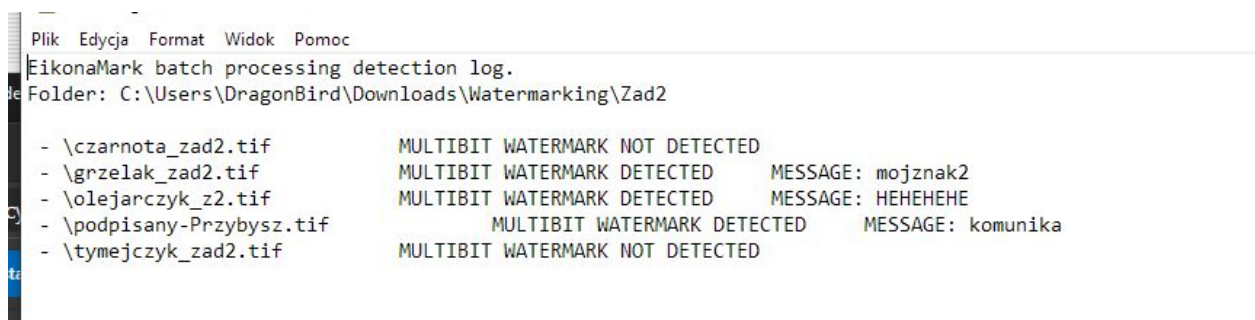 Plik Edycja Format Widok Pomoc
EikonaMark batch processing detection log.
Folder: C:\Users\DragonBird\Downloads\Watermarking\Zad2
- \czarnota_zad2.tif MULTIBIT WATERMARK NOT DETECTED
- \grzelak_zad2.tif MULTIBIT WATERMARK DETECTED MESSAGE: mojznak2
- \olejarczyk_z2.tif MULTIBIT WATERMARK DETECTED MESSAGE: HEHEHEHE
- \podpisany-Przybysz.tif MULTIBIT WATERMARK DETECTED MESSAGE: komunika
- \tymejczyk_zad2.tif MULTIBIT WATERMARK NOT DETECTED